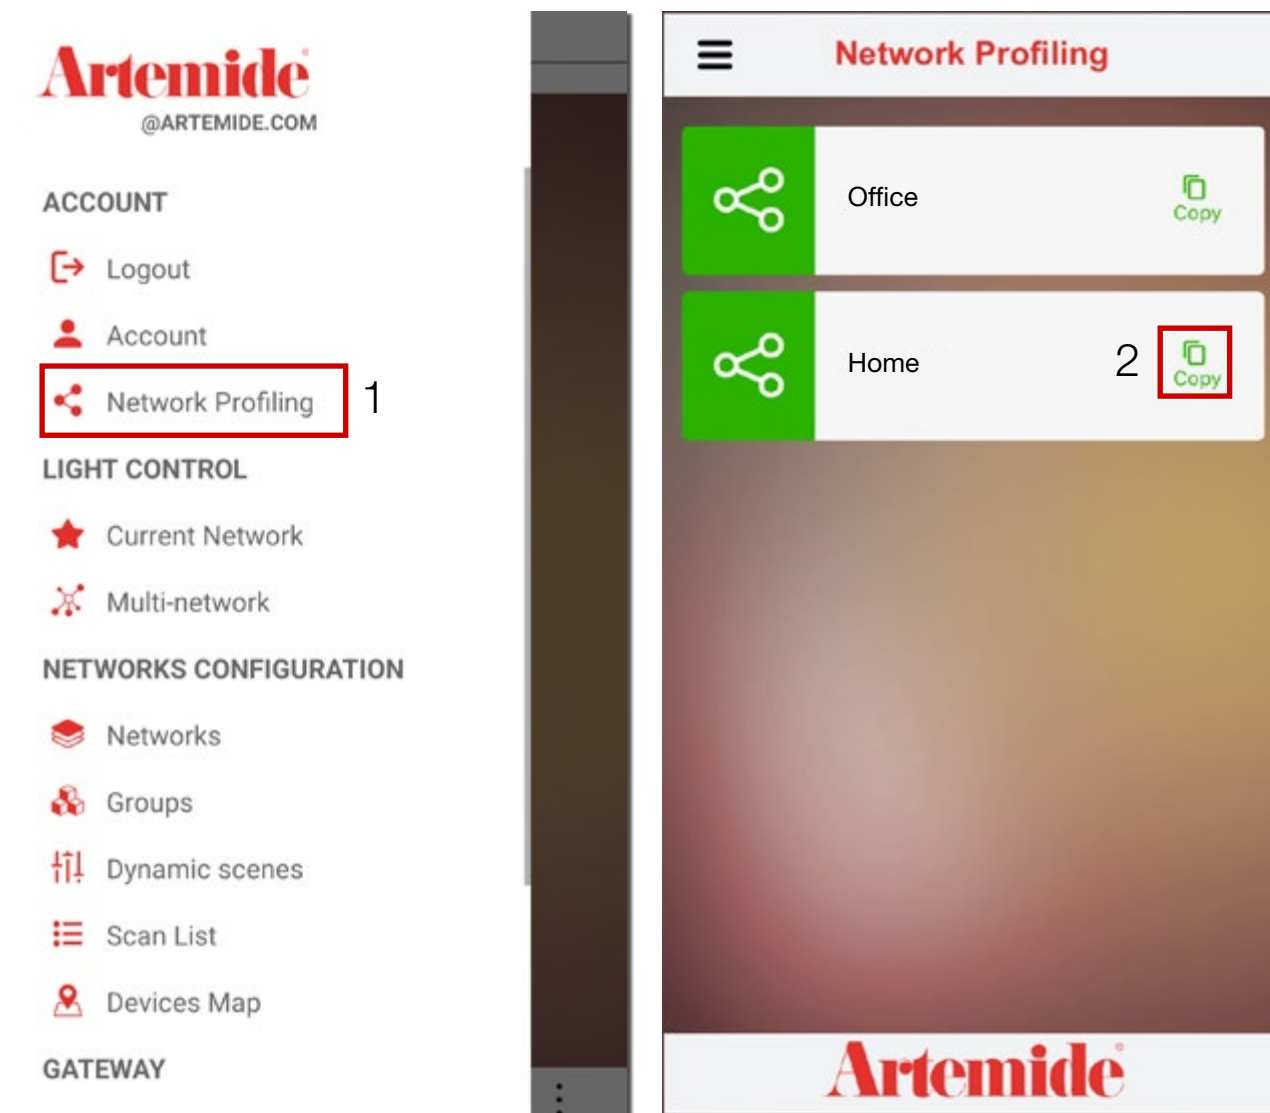 Artemide
@ARTEMIDE.COM
ACCOUNT
Logout
Account
Network Profiling
1
LIGHT CONTROL
Current Network
Multi-network
NETWORKS CONFIGURATION
Networks
Groups
Dynamic scenes
Scan List
Devices Map
GATEWAY
Network Profiling
Office
Copy
Home
2
Copy
Artemide